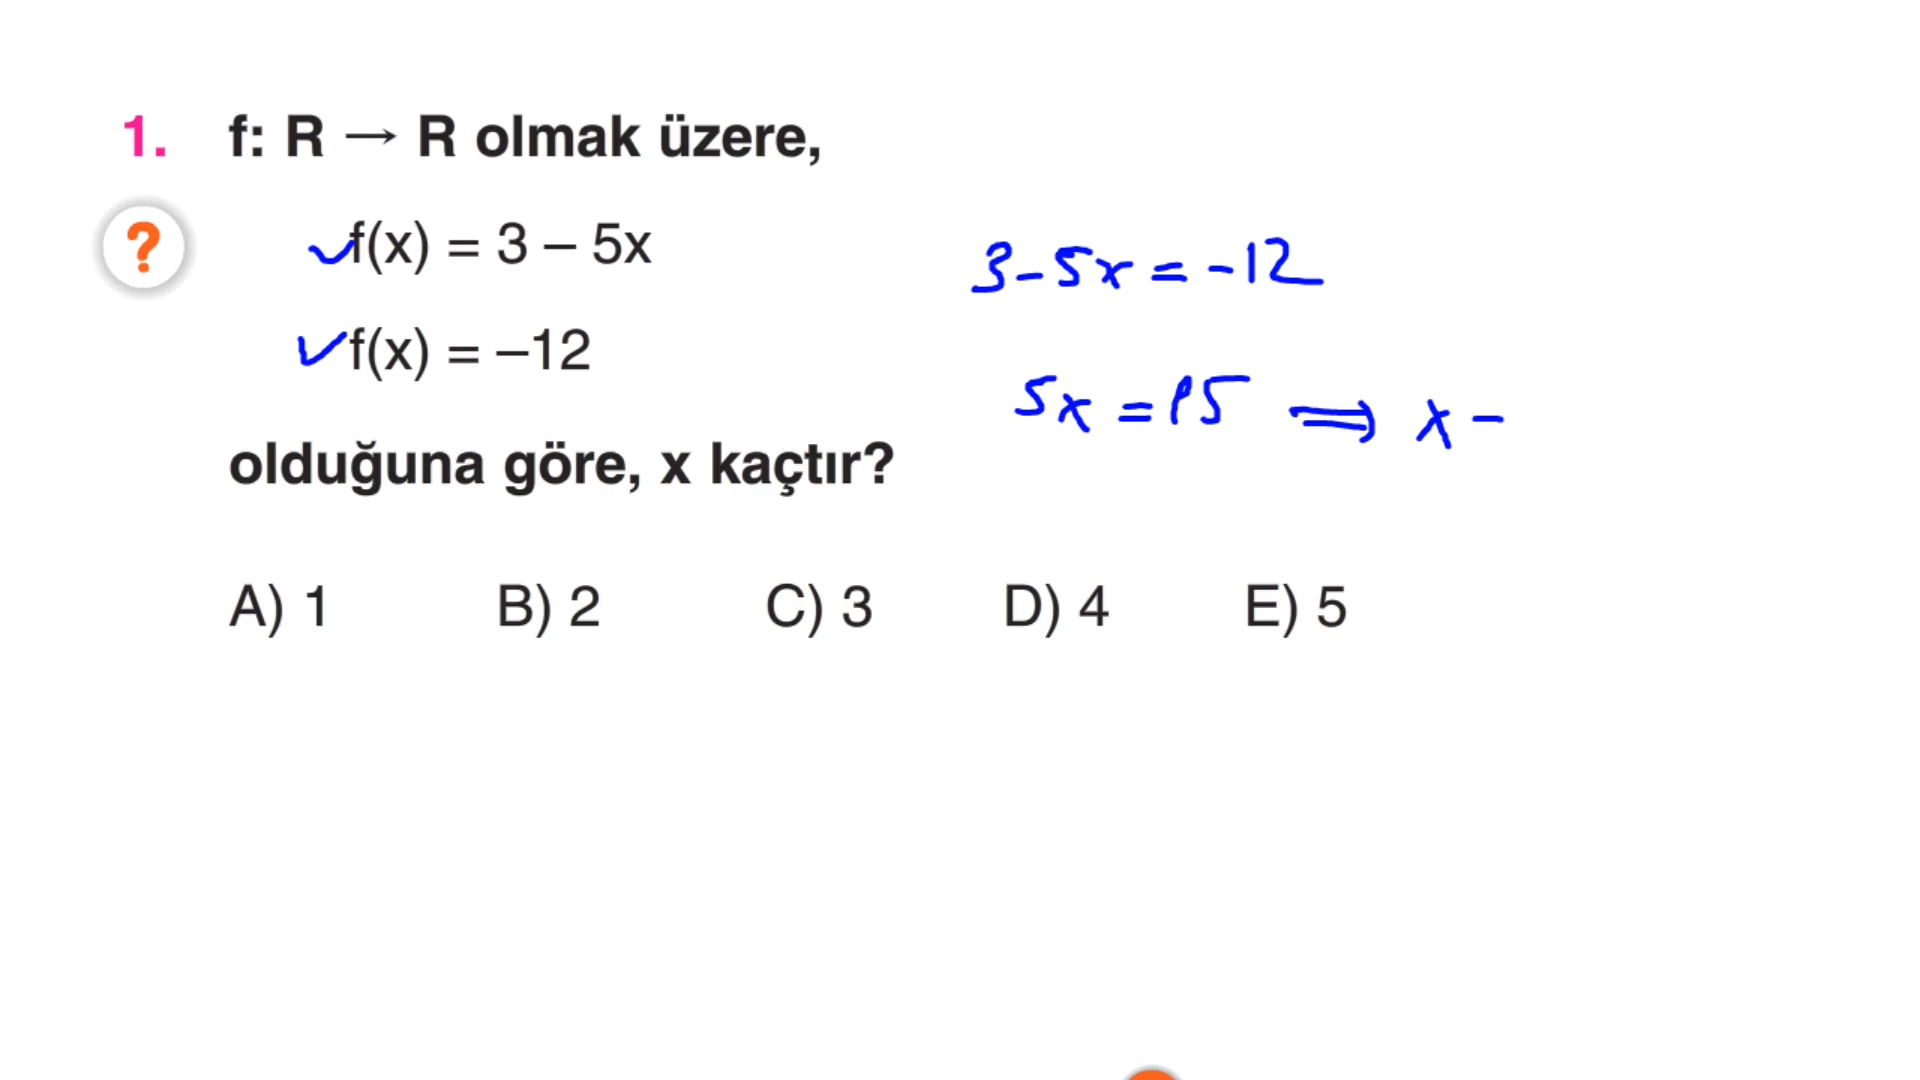 1. f: R → R olmak üzere,
?
f(x) = 3 – 5x
f(x) = –12
olduğuna göre, x kaçtır?
A) 1 B) 2 C) 3 D) 4 E) 5
3-5x = -12
5x = 15 ⟹ x -